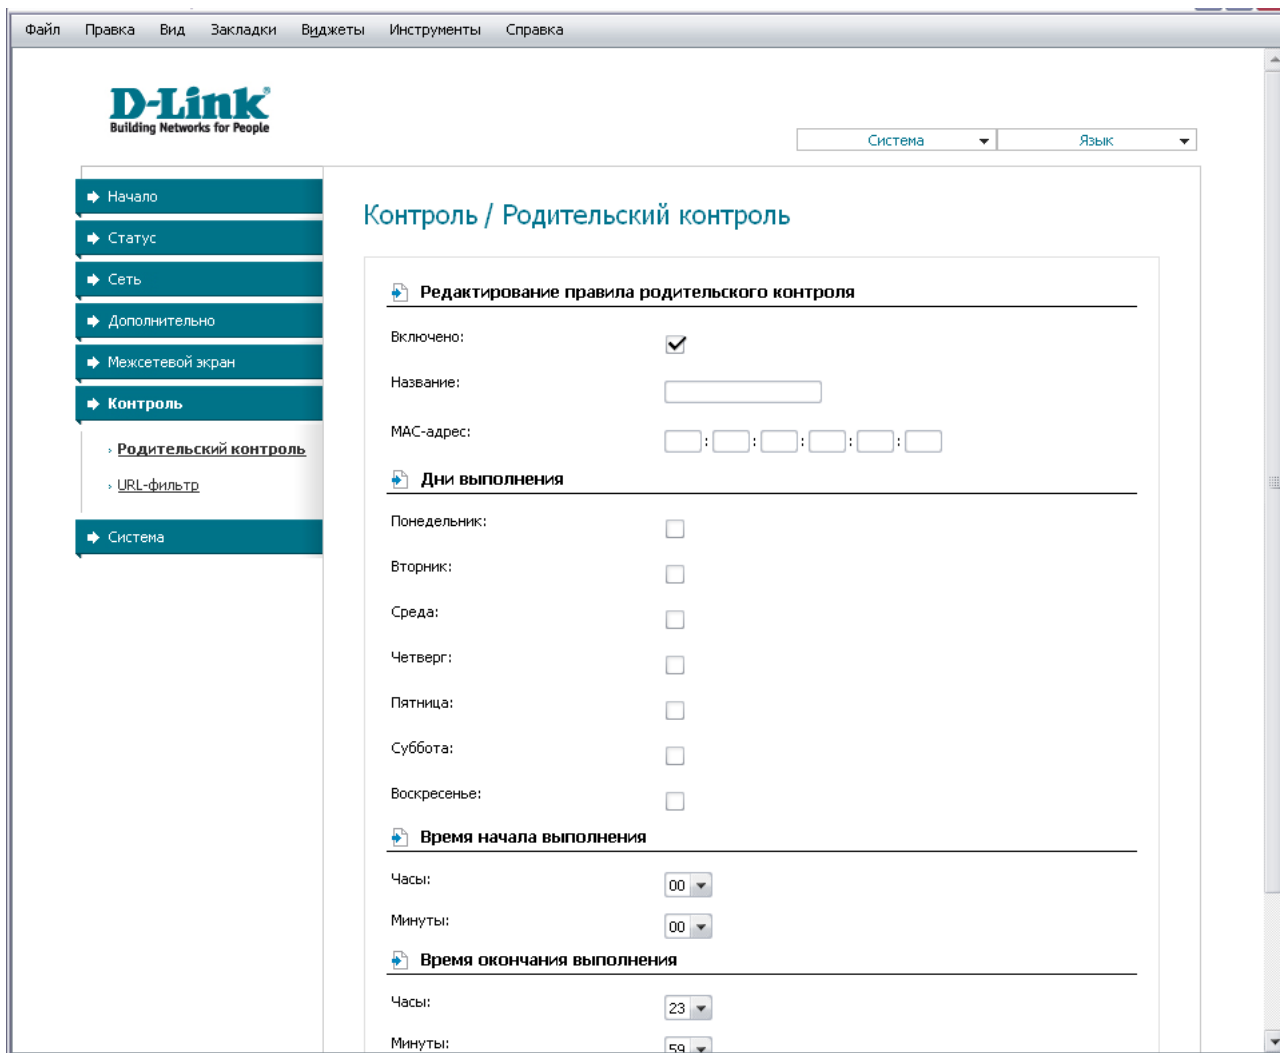 Файл Правка Вид Закладки Виджеты Инструменты Справка
D-Link®
Building Networks for People
Система Язык
Начало
Статус
Сеть
Дополнительно
Межсетевой экран
Контроль
Родительский контроль
URL-фильтр
Система
Контроль / Родительский контроль
Редактирование правила родительского контроля
Включено:
Название:
MAC-адрес: : : : : :
Дни выполнения
Понедельник:
Вторник:
Среда:
Четверг:
Пятница:
Суббота:
Воскресенье:
Время начала выполнения
Часы: 00
Минуты: 00
Время окончания выполнения
Часы: 23
Минуты: 59